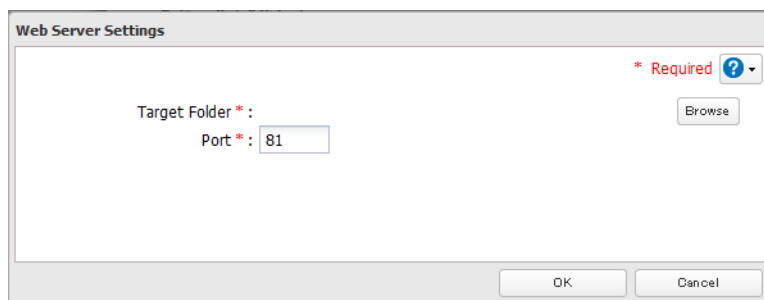 Web Server Settings
* Required ?
Target Folder * :
Browse
Port * : 81
OK
Cancel